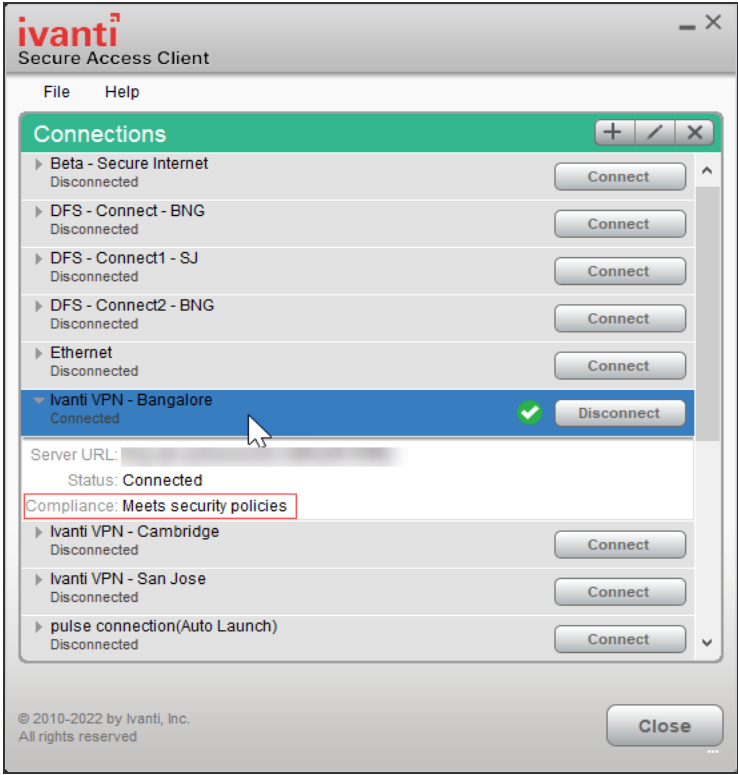 ivanti
Secure Access Client
File Help
Connections
Beta - Secure Internet
Disconnected
Connect
DFS - Connect - BNG
Disconnected
Connect
DFS - Connect1 - SJ
Disconnected
Connect
DFS - Connect2 - BNG
Disconnected
Connect
Ethernet
Disconnected
Connect
Ivanti VPN - Bangalore
Connected
Disconnect
Server URL:
Status: Connected
Compliance: Meets security policies
Ivanti VPN - Cambridge
Disconnected
Connect
Ivanti VPN - San Jose
Disconnected
Connect
pulse connection(Auto Launch)
Disconnected
Connect
© 2010-2022 by Ivanti, Inc.
All rights reserved
Close